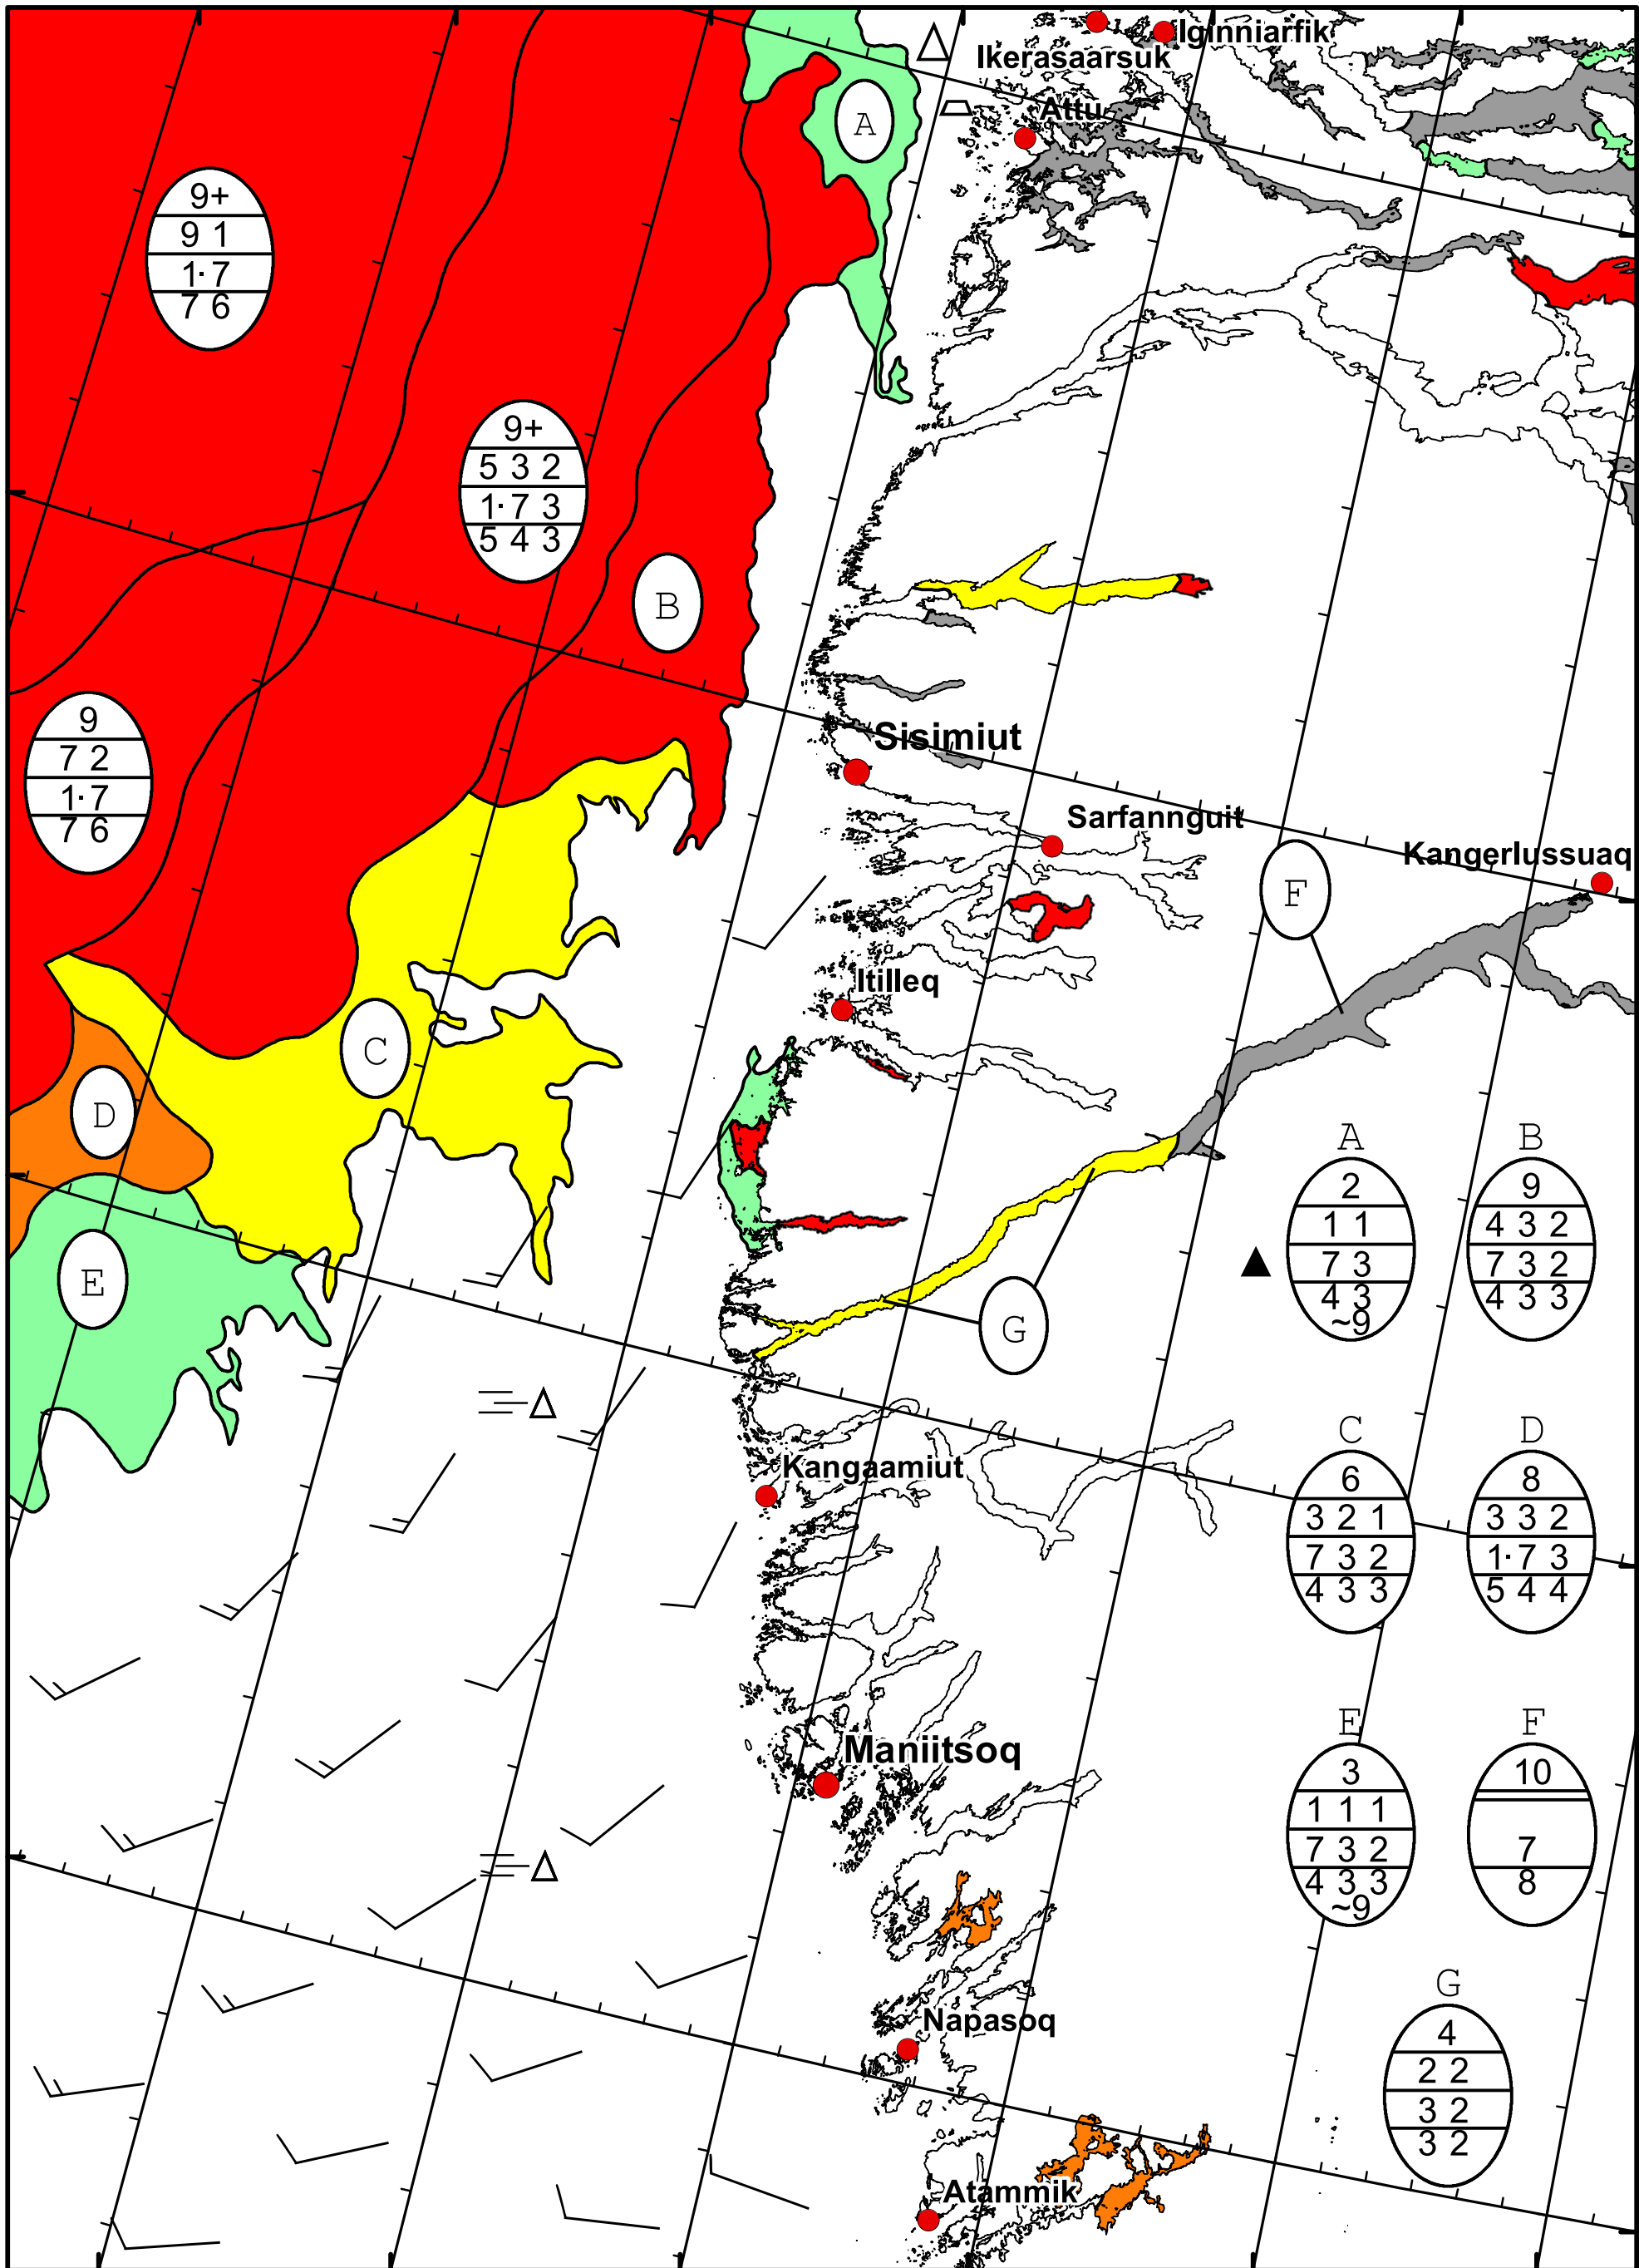 Iginniarfik
Ikerasaarsuk
Attu
A
9+
9 1
1· 7
7 6
9+
5 3 2
1· 7 3
5 4 3
B
9
7 2
1· 7
7 6
Sisimiut
Sarfannguit
Kangerlussuaq
F
Itilleq
C
D
E
G
A
2
1 1
7 3
4 3
~9
B
9
4 3 2
7 3 2
4 3 3
Kangaamiut
C
6
3 2 1
7 3 2
4 3 3
D
8
3 3 2
1· 7 3
5 4 4
Maniitsoq
E
3
1 1 1
7 3 2
4 3 3
~9
F
10
7
8
Napasoq
G
4
2 2
3 2
3 2
Atammik